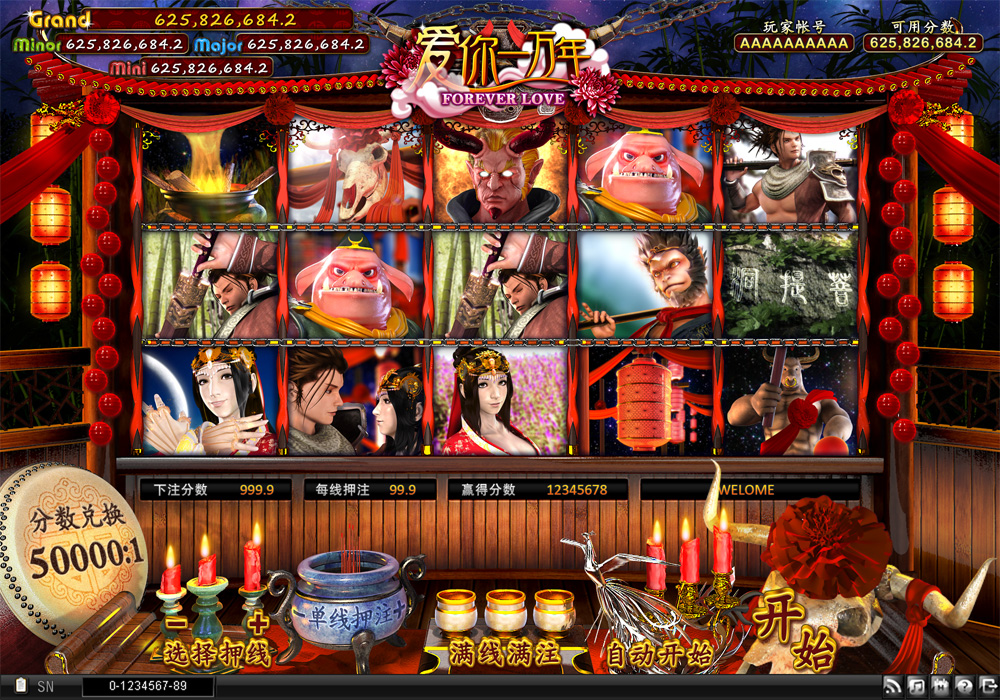 Grand 625,826,684.2
Minor 625,826,684.2 Major 625,826,684.2
Mini 625,826,684.2
爱你一万年
FOREVER LOVE
玩家帐号 可用分数
AAAAAAAAAA 625,826,684.2
洞提菩
下注分数 999.9 每线押注 99.9 赢得分数 12345678 WELOME
分数兑换
50000:1
- +
-单线押注+
选择押线
满线满注
自动开始
开始
SN 0-1234567-89
?